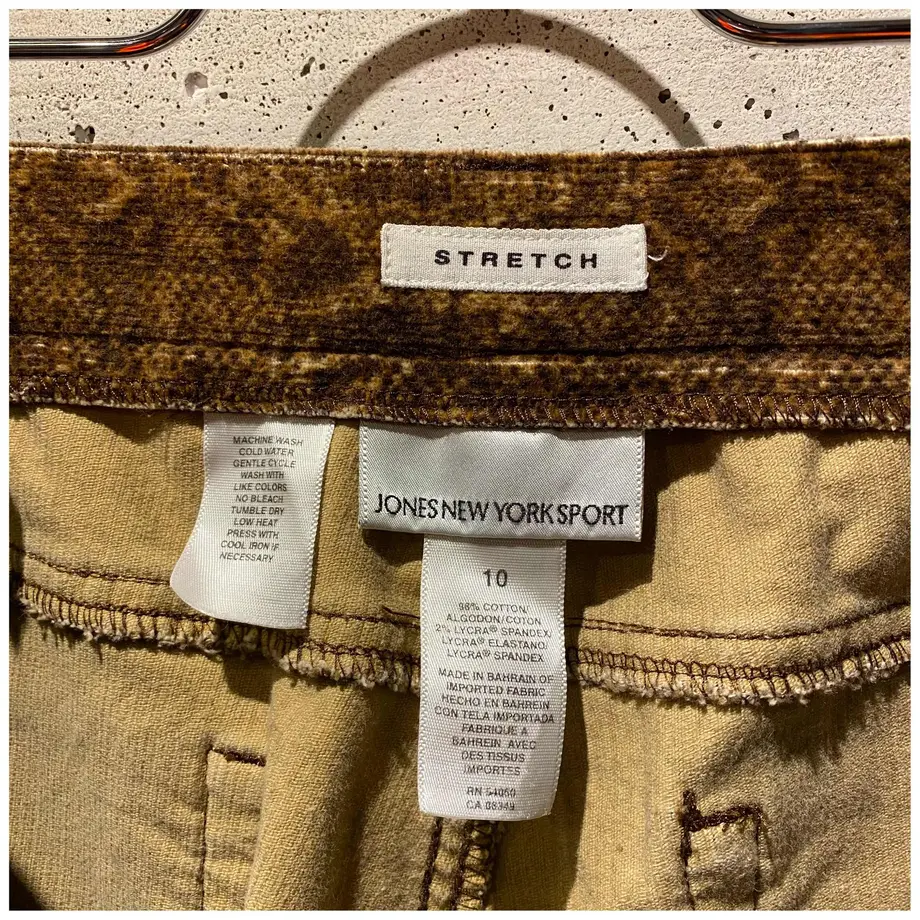 STRETCH
MACHINE WASH
COLD WATER
GENTLE CYCLE
WASH WITH
LIKE COLORS
NO BLEACH
TUMBLE DRY
LOW HEAT
PRESS WITH
COOL IRON IF
NECESSARY
JONES NEW YORK SPORT
10
98% COTTON/
ALGODON/COTON
2% LYCRA® SPANDEX/
LYCRA® ELASTANO/
LYCRA® SPANDEX
MADE IN BAHRAIN OF
IMPORTED FABRIC
HECHO EN BAHREIN
CON TELA IMPORTADA
FABRIQUE A
BAHREIN AVEC
DES TISSUS
IMPORTES
RN 54050
CA 08349